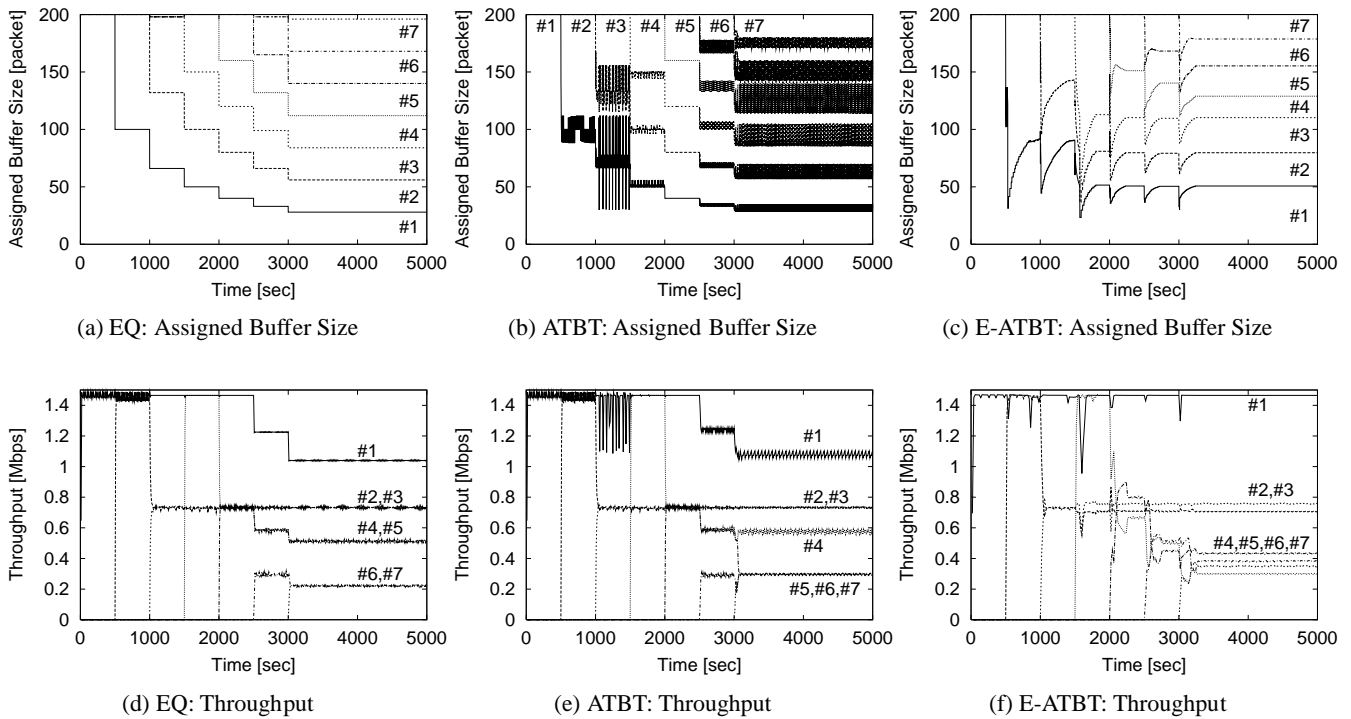 Assigned Buffer Size [packet]
200
150
100
50
0
#7
#6
#5
#4
#3
#2
#1
0 1000 2000 3000 4000 5000
Time [sec]
(a) EQ: Assigned Buffer Size
Assigned Buffer Size [packet]
200
150
100
50
0
#1 #2 #3 #4 #5 #6 #7
0 1000 2000 3000 4000 5000
Time [sec]
(b) ATBT: Assigned Buffer Size
Assigned Buffer Size [packet]
200
150
100
50
0
#7
#6
#5
#4
#3
#2
#1
0 1000 2000 3000 4000 5000
Time [sec]
(c) E-ATBT: Assigned Buffer Size
Throughput [Mbps]
1.4
1.2
1
0.8
0.6
0.4
0.2
0
#1
#2,#3
#4,#5
#6,#7
0 1000 2000 3000 4000 5000
Time [sec]
(d) EQ: Throughput
Throughput [Mbps]
1.4
1.2
1
0.8
0.6
0.4
0.2
0
#1
#2,#3
#4
#5,#6,#7
0 1000 2000 3000 4000 5000
Time [sec]
(e) ATBT: Throughput
Throughput [Mbps]
1.4
1.2
1
0.8
0.6
0.4
0.2
0
#1
#2,#3
#4,#5,#6,#7
0 1000 2000 3000 4000 5000
Time [sec]
(f) E-ATBT: Throughput